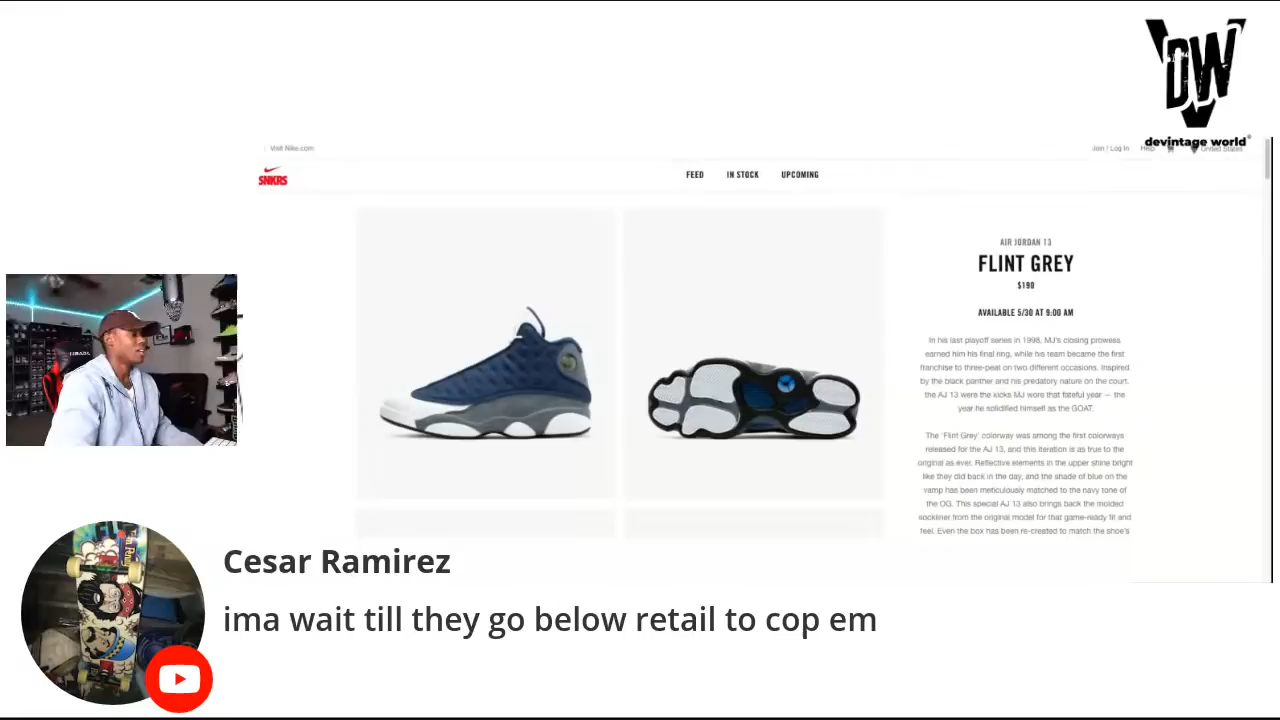 DW
devintage world®
Visit Nike.com
Join / Log In
Help
United States
SNKRS
FEED
IN STOCK
UPCOMING
AIR JORDAN 13
FLINT GREY
$190
AVAILABLE 5/30 AT 9:00 AM
In his last playoff series in 1998, MJ's closing prowess
earned him his final ring, while his team became the first
franchise to three-peat on two different occasions. Inspired
by the black panther and his predatory nature on the court,
the AJ 13 were the kicks MJ wore that fateful year — the
year he solidified himself as the GOAT.
The 'Flint Grey' colorway was among the first colorways
released for the AJ 13, and this iteration is as true to the
original as ever. Reflective elements in the upper shine bright
like they did back in the day, and the shade of blue on the
vamp has been meticulously matched to the navy tone of
the OG. This special AJ 13 also brings back the molded
sockliner from the original model for that game-ready fit and
feel. Even the box has been re-created to match the shoe's
Cesar Ramirez
ima wait till they go below retail to cop em